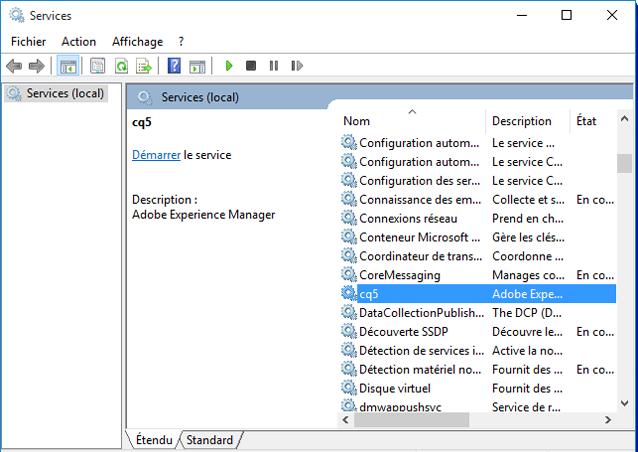 Services
Fichier Action Affichage ?
Services (local)
Services (local)
cq5
Démarrer le service
Description :
Adobe Experience Manager
Nom Description État
Configuration autom... Le service ...
Configuration autom... Le service C...
Configuration des ser... Le service C...
Connaissance des em... Collecte et s... En co...
Connexions réseau Prend en ch...
Conteneur Microsoft ... Gère les clés...
Coordinateur de trans... Coordonne ...
CoreMessaging Manages co... En co...
cq5 Adobe Expe...
DataCollectionPublish... The DCP (D...
Découverte SSDP Découvre le... En co...
Détection de services i... Active la no...
Détection matériel no... Fournit des ... En co...
Disque virtuel Fournit des ...
dmwappushsvc Service de r...
Étendu Standard